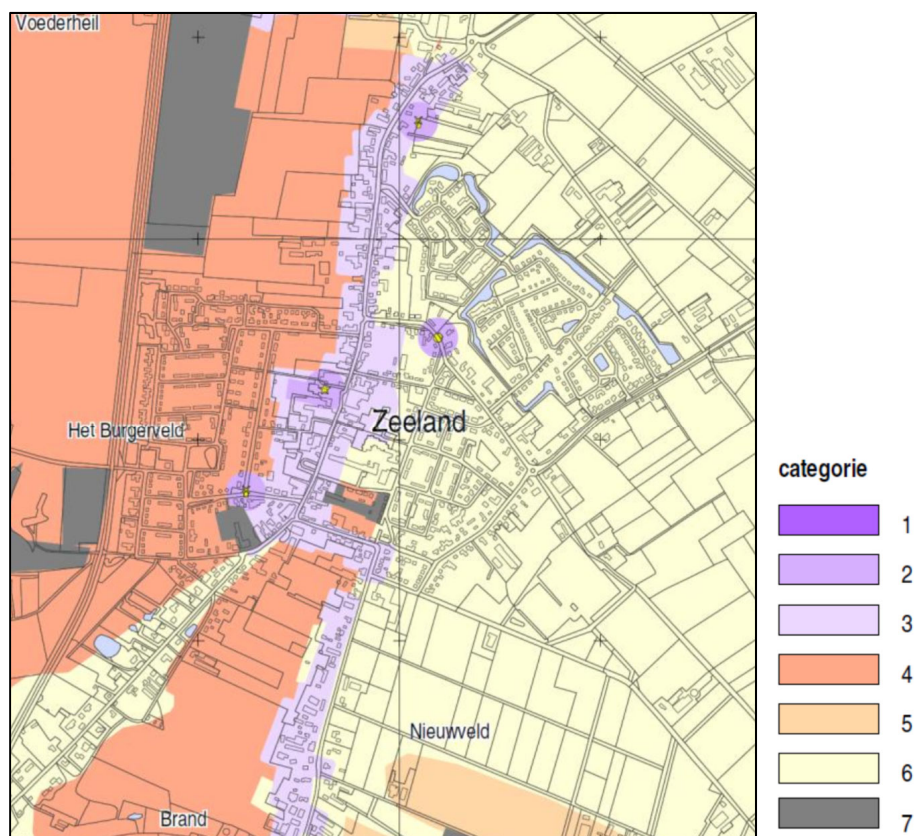 Voederheil
Zeeland
Het Burgerveld
Nieuwveld
Brand
categorie
1
2
3
4
5
6
7